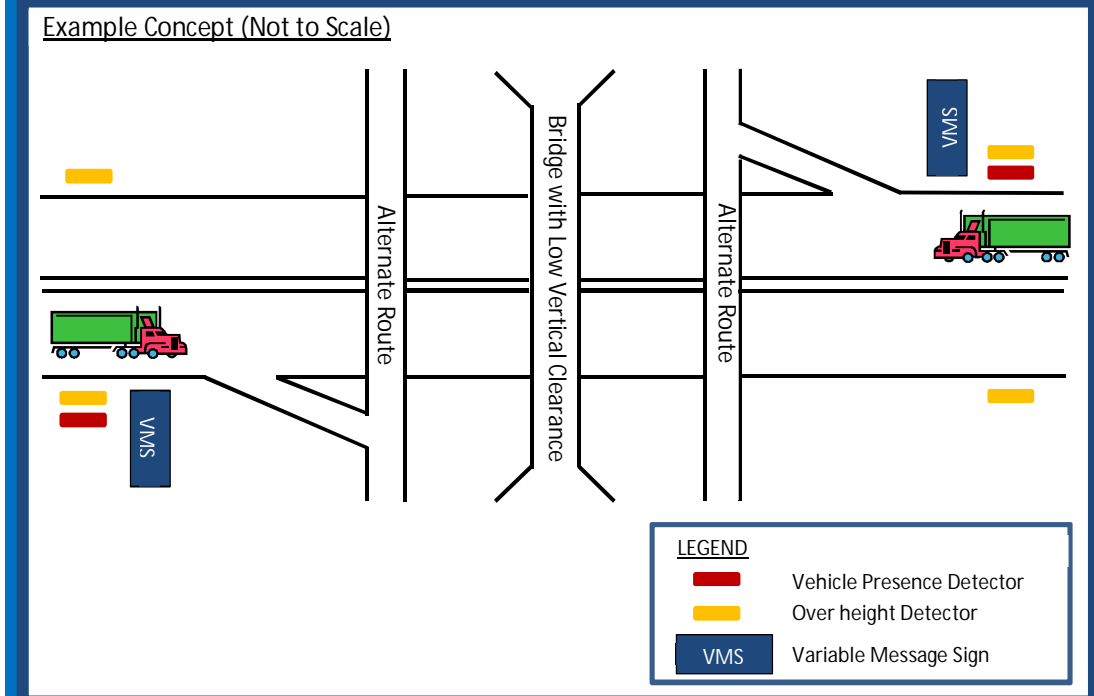 Example Concept (Not to Scale)
VMS
Alternate Route
Bridge with Low Vertical Clearance
Alternate Route
VMS
LEGEND
Vehicle Presence Detector
Over height Detector
VMS Variable Message Sign